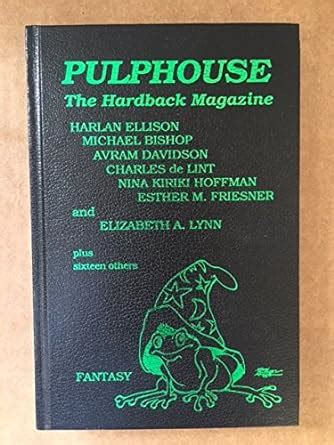 PULPHOUSE
The Hardback Magazine
HARLAN ELLISON
MICHAEL BISHOP
AVRAM DAVIDSON
CHARLES de LINT
NINA KIRIKI HOFFMAN
ESTHER M. FRIESNER
and
ELIZABETH A. LYNN
plus
sixteen others
FANTASY